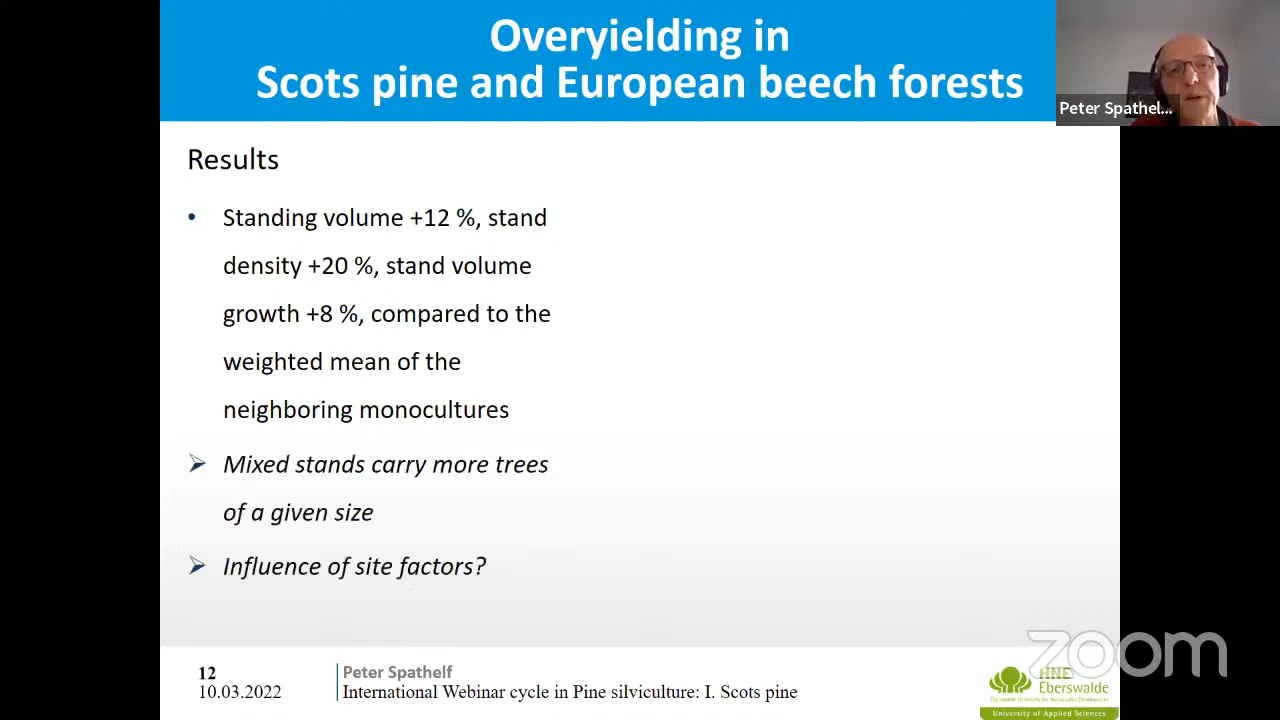 Overyielding in
Scots pine and European beech forests
Peter Spathel...
Results
• Standing volume +12 %, stand
density +20 %, stand volume
growth +8 %, compared to the
weighted mean of the
neighboring monocultures
➢ Mixed stands carry more trees
of a given size
➢ Influence of site factors?
zoom
12
10.03.2022
Peter Spathelf
International Webinar cycle in Pine silviculture: I. Scots pine
HNE
Eberswalde
University of Applied Sciences